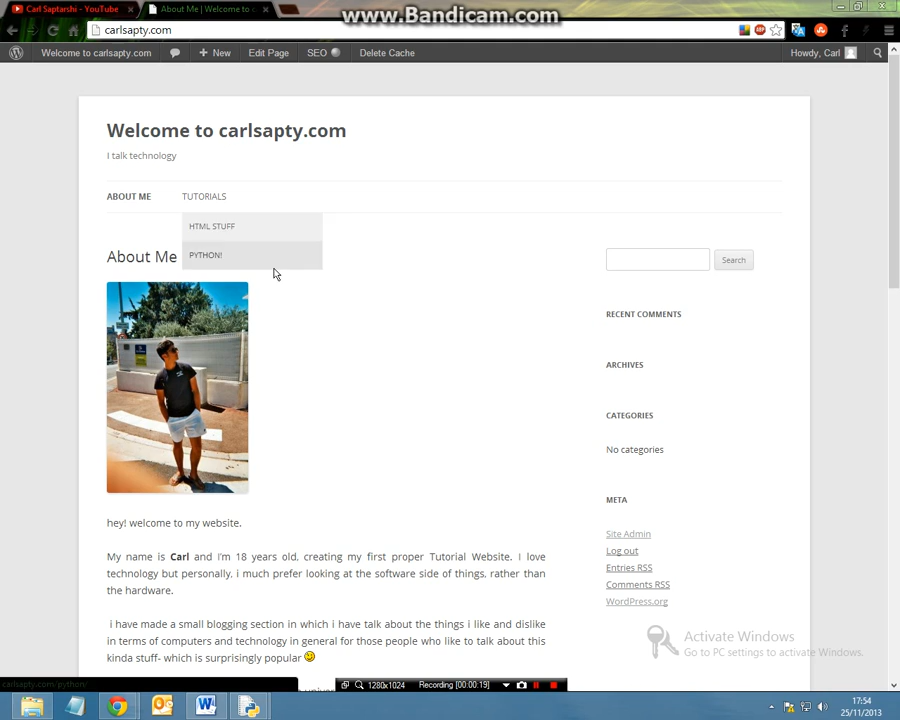 www.Bandicam.com
Carl Saptarshi - YouTube
About Me | Welcome to c
carlsapty.com
Welcome to carlsapty.com
New
Edit Page
SEO
Delete Cache
Howdy, Carl
Welcome to carlsapty.com
I talk technology
ABOUT ME
TUTORIALS
HTML STUFF
PYTHON!
About Me
Search
RECENT COMMENTS
ARCHIVES
CATEGORIES
No categories
META
Site Admin
Log out
Entries RSS
Comments RSS
WordPress.org
hey! welcome to my website.
My name is Carl and I'm 18 years old, creating my first proper Tutorial Website. I love
technology but personally, i much prefer looking at the software side of things, rather than
the hardware.
i have made a small blogging section in which i have talk about the things i like and dislike
in terms of computers and technology in general for those people who like to talk about this
kinda stuff- which is surprisingly popular
Activate Windows
Go to PC settings to activate Windows.
carlsapty.com/python/
1280x1024
Recording [00:00:19]
17:54
25/11/2013